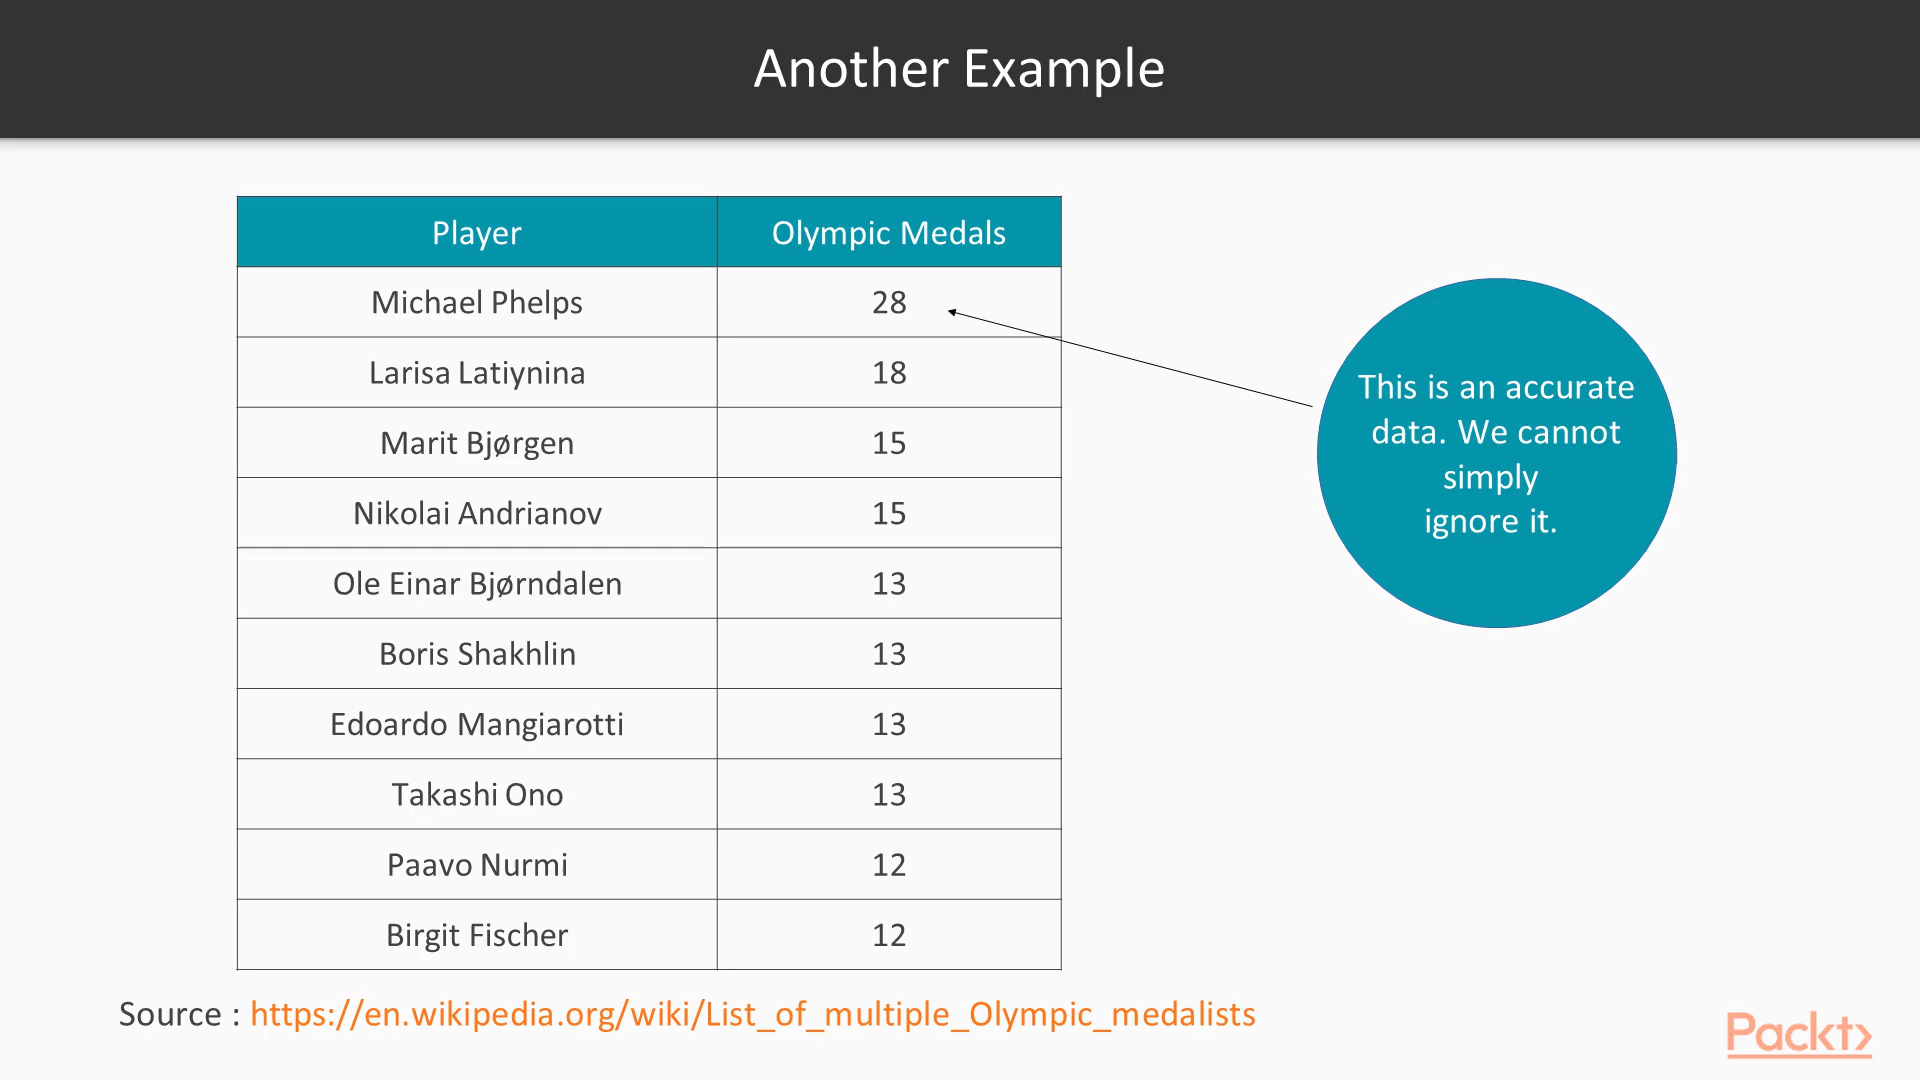 Another Example
Player Olympic Medals
Michael Phelps 28
Larisa Latiynina 18
Marit Bjørgen 15
Nikolai Andrianov 15
Ole Einar Bjørndalen 13
Boris Shakhlin 13
Edoardo Mangiarotti 13
Takashi Ono 13
Paavo Nurmi 12
Birgit Fischer 12
This is an accurate
data. We cannot
simply
ignore it.
Source : https://en.wikipedia.org/wiki/List_of_multiple_Olympic_medalists
Packt>